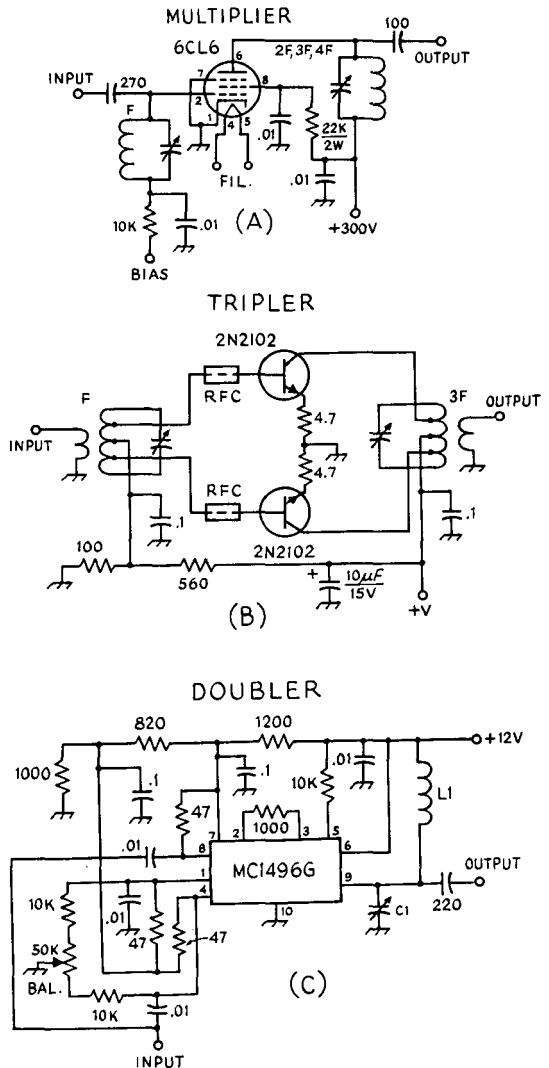 MULTIPLIER
6CL6
100
OUTPUT
2F, 3F, 4F
6
INPUT
270
7
8
2
F
1
4
5
.01
22K
2W
FIL.
.01
10K
.01
(A)
+300V
BIAS
TRIPLER
2N2102
F
RFC
3F
OUTPUT
4.7
INPUT
4.7
RFC
.1
.1
2N2102
100
560
+
10µF
15V
+V
(B)
DOUBLER
820
1200
+12V
1000
.1
.1
.01
10K
L1
47
1000
.01
7
2
3
5
8
6
MC1496G
OUTPUT
1
9
4
10K
.01
10
C1
220
50K
47
47
BAL.
10K
.01
(C)
INPUT